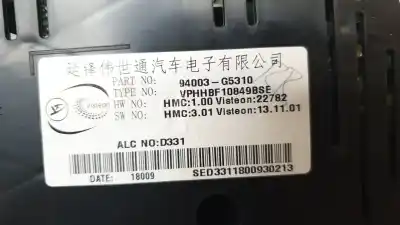 延泽伟世通汽车电子有限公司
PART NO: 94003-G5310
TYPE NO: VPHHBF10849BSE
HW NO: HMC:1.00 Visteon:22782
SW NO: HMC:3.01 Visteon:13.11.01
Visteon
ALC NO:D331
DATE: 18009
SED3311800930213